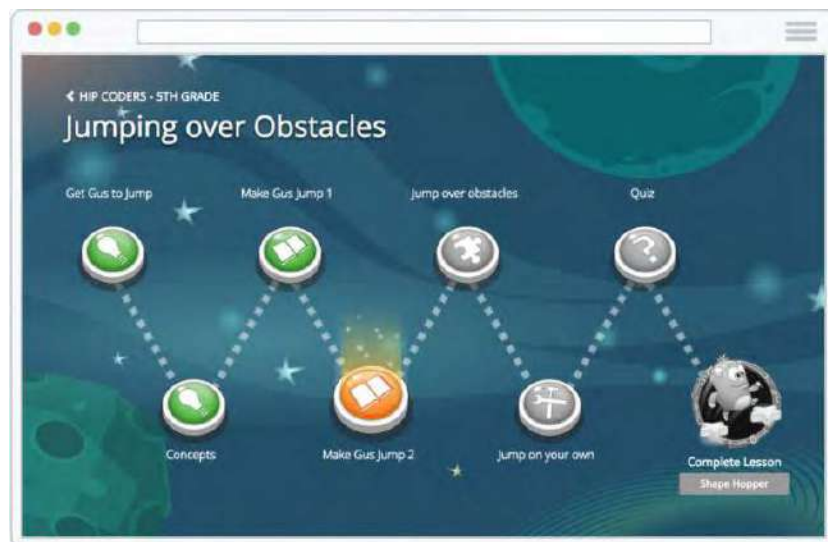 HIP CODERS - 5TH GRADE
Jumping over Obstacles
Get Gus to Jump
Make Gus Jump 1
Jump over obstacles
Quiz
Concepts
Make Gus Jump 2
Jump on your own
Complete Lesson
Shape Hopper